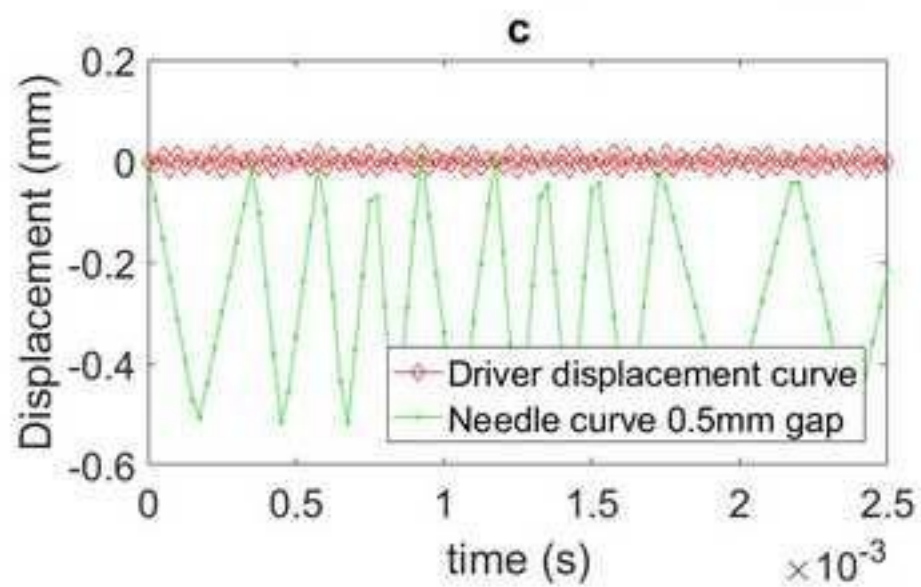 c
0.2
0
-0.2
-0.4
-0.6
Displacement (mm)
Driver displacement curve
Needle curve 0.5mm gap
0 0.5 1 1.5 2 2.5
time (s)
×10⁻³